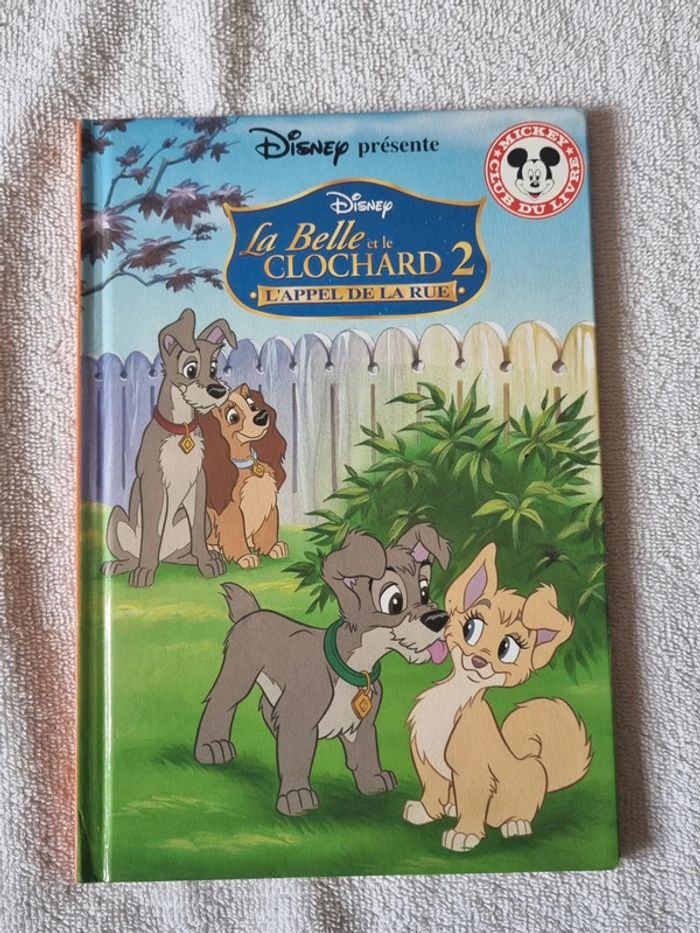 Disney présente
MICKEY
CLUB DU LIVRE
Disney
La Belle et le
CLOCHARD 2
L'APPEL DE LA RUE